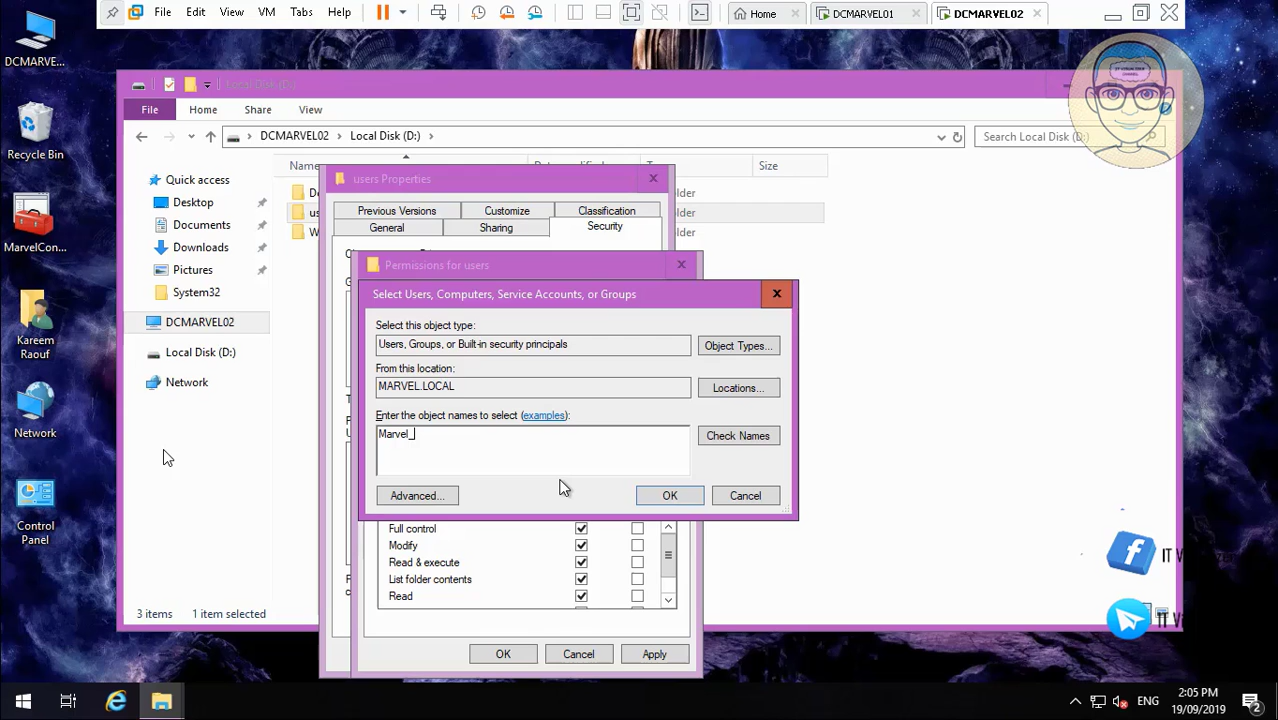 File Edit View VM Tabs Help
Home
DCMARVEL01
DCMARVEL02
DCMARVE...
Recycle Bin
MarvelCon...
Kareem
Raouf
Network
Control
Panel
Local Disk (D:)
File Home Share View
DCMARVEL02 Local Disk (D:)
Search Local Disk (D:)
Size
Quick access
Desktop
Documents
Downloads
Pictures
System32
DCMARVEL02
Local Disk (D:)
Network
3 items 1 item selected
users Properties
Previous Versions Customize Classification
General Sharing Security
Permissions for users
Select Users, Computers, Service Accounts, or Groups
Select this object type:
Users, Groups, or Built-in security principals
Object Types...
From this location:
MARVEL.LOCAL
Locations...
Enter the object names to select (examples):
Marvel_
Check Names
Advanced... OK Cancel
Full control
Modify
Read & execute
List folder contents
Read
OK Cancel Apply
ENG
2:05 PM
19/09/2019
2